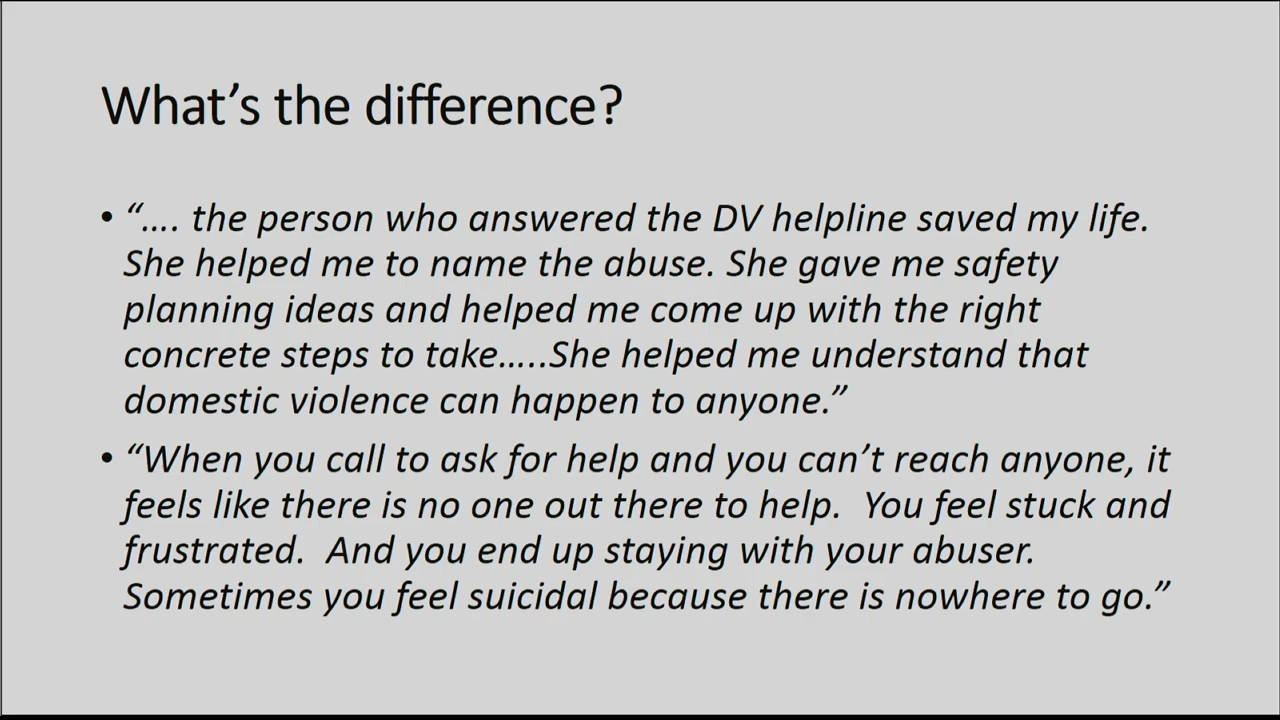 What’s the difference?
• “.... the person who answered the DV helpline saved my life.
She helped me to name the abuse. She gave me safety
planning ideas and helped me come up with the right
concrete steps to take.....She helped me understand that
domestic violence can happen to anyone.”
• “When you call to ask for help and you can’t reach anyone, it
feels like there is no one out there to help.  You feel stuck and
frustrated.  And you end up staying with your abuser.
Sometimes you feel suicidal because there is nowhere to go.”